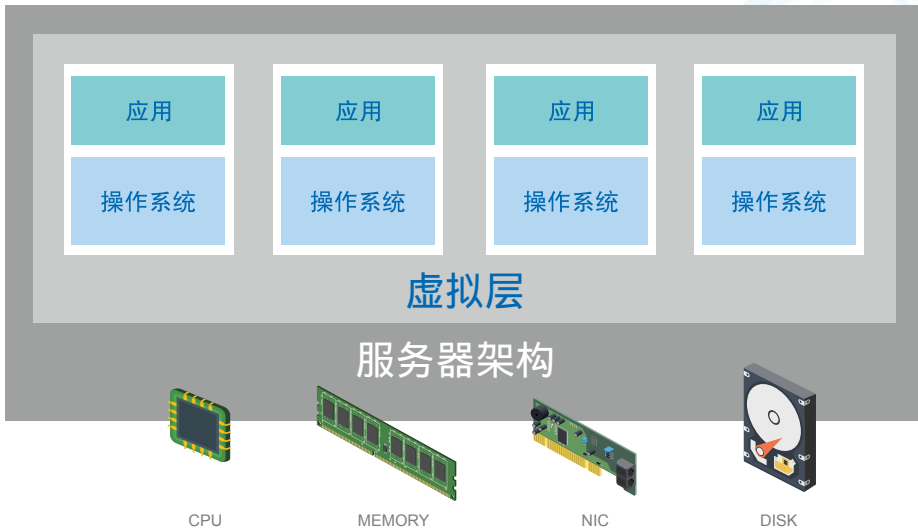 应用 应用 应用 应用
操作系统 操作系统 操作系统 操作系统
虚拟层
服务器架构
CPU MEMORY NIC DISK